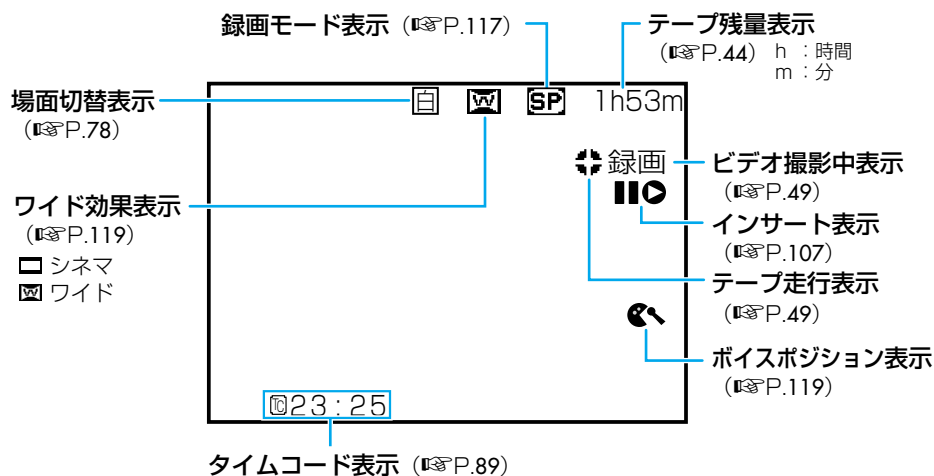 録画モード表示（☞P.117）
テープ残量表示
（☞P.44） h ：時間
m ：分
場面切替表示
（☞P.78）
白 W SP 1h53m
録画
ビデオ撮影中表示
（☞P.49）
ワイド効果表示
（☞P.119）
シネマ
W ワイド
インサート表示
（☞P.107）
テープ走行表示
（☞P.49）
ボイスポジション表示
（☞P.119）
TC 23：25
タイムコード表示（☞P.89）